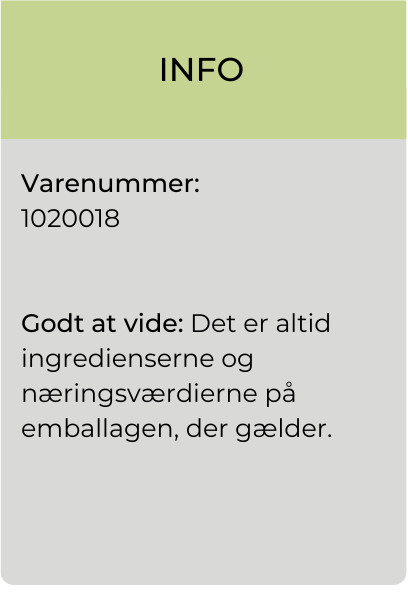 INFO
Varenummer:
1020018
Godt at vide: Det er altid
ingredienserne og
næringsværdierne på
emballagen, der gælder.